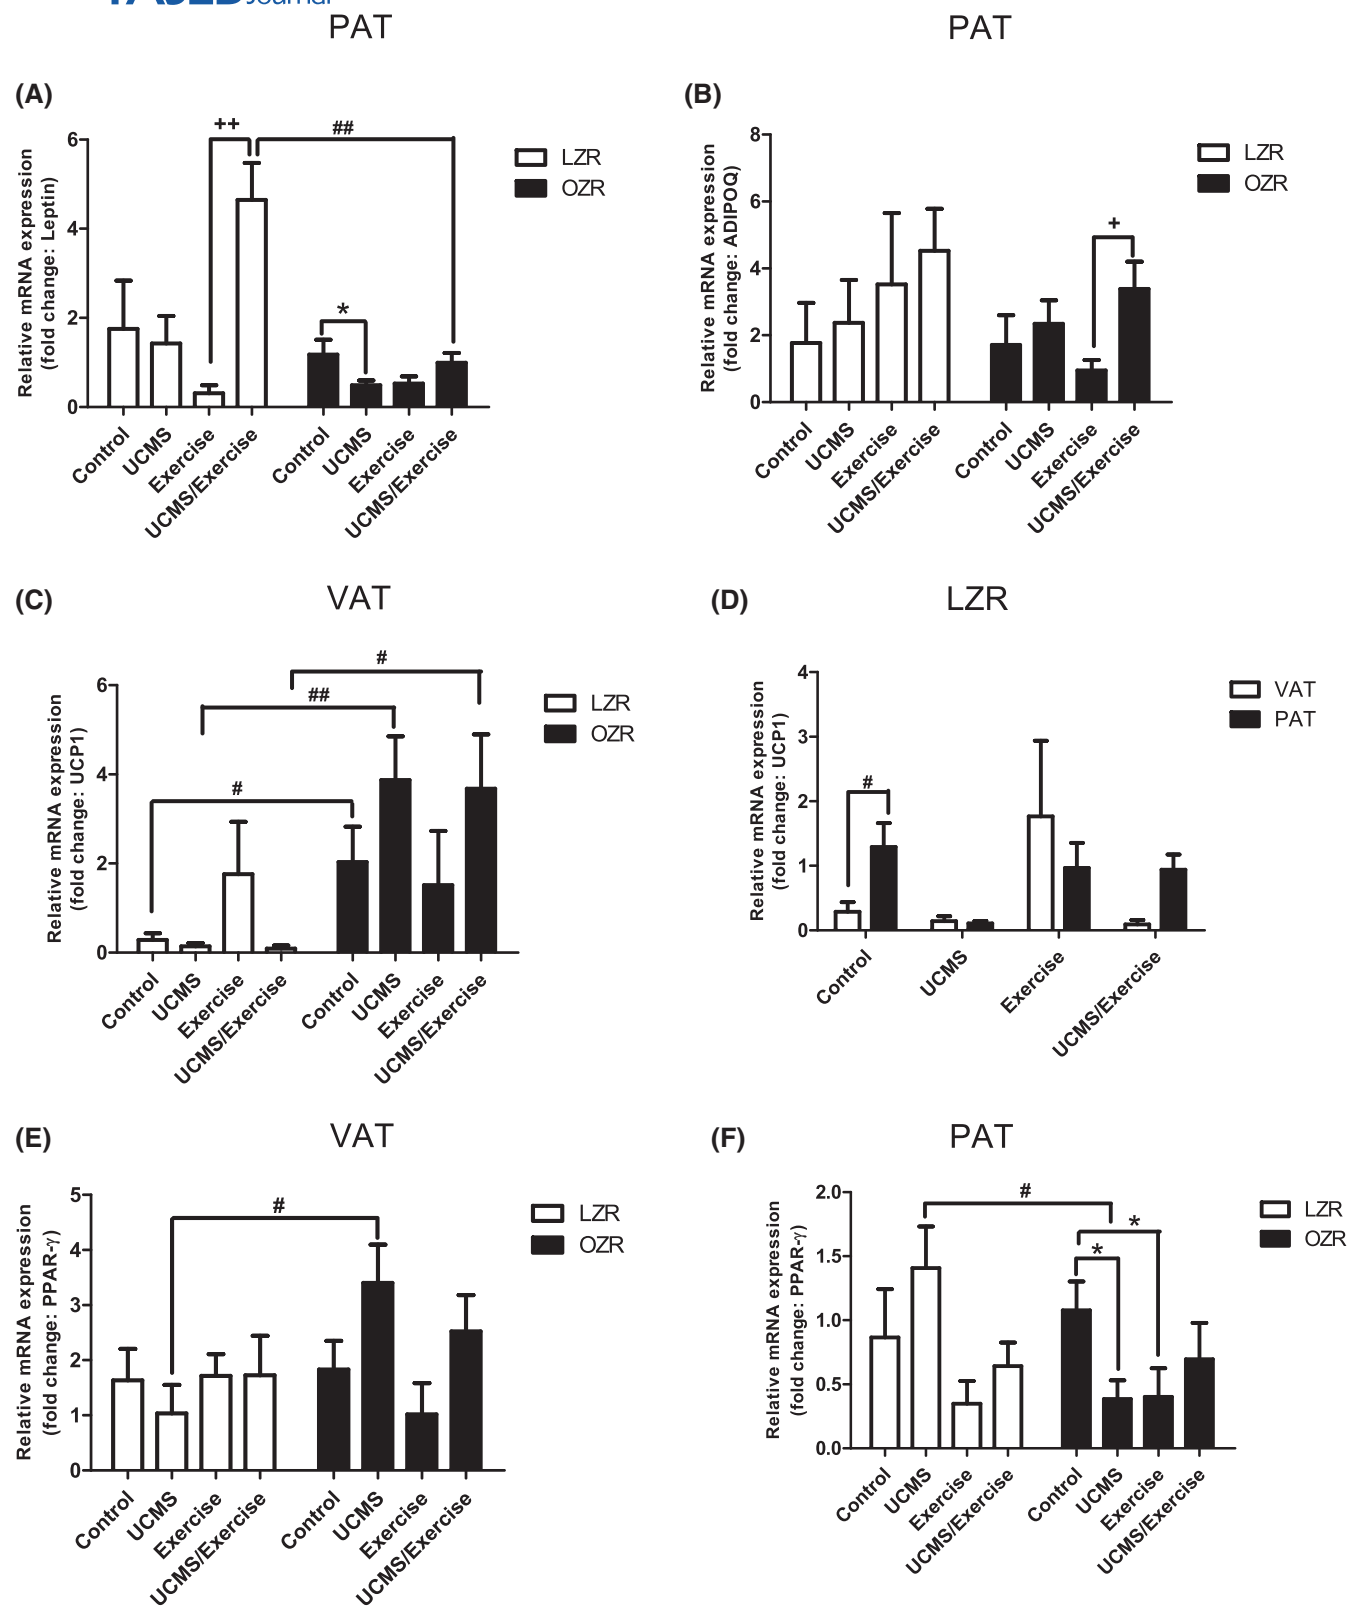 Journal
PAT
(A)
Relative mRNA expression
(fold change: Leptin)
6
4
2
0
++
##
*
LZR
OZR
Control
UCMS
Exercise
UCMS/Exercise
Control
UCMS
Exercise
UCMS/Exercise
PAT
(B)
Relative mRNA expression
(fold change: ADIPOQ)
8
6
4
2
0
+
LZR
OZR
Control
UCMS
Exercise
UCMS/Exercise
Control
UCMS
Exercise
UCMS/Exercise
VAT
(C)
Relative mRNA expression
(fold change: UCP1)
6
4
2
0
#
##
#
LZR
OZR
Control
UCMS
Exercise
UCMS/Exercise
Control
UCMS
Exercise
UCMS/Exercise
LZR
(D)
Relative mRNA expression
(fold change: UCP1)
4
3
2
1
0
#
VAT
PAT
Control
UCMS
Exercise
UCMS/Exercise
VAT
(E)
Relative mRNA expression
(fold change: PPAR-γ)
5
4
3
2
1
0
#
LZR
OZR
Control
UCMS
Exercise
UCMS/Exercise
Control
UCMS
Exercise
UCMS/Exercise
PAT
(F)
Relative mRNA expression
(fold change: PPAR-γ)
2.0
1.5
1.0
0.5
0.0
#
*
*
LZR
OZR
Control
UCMS
Exercise
UCMS/Exercise
Control
UCMS
Exercise
UCMS/Exercise